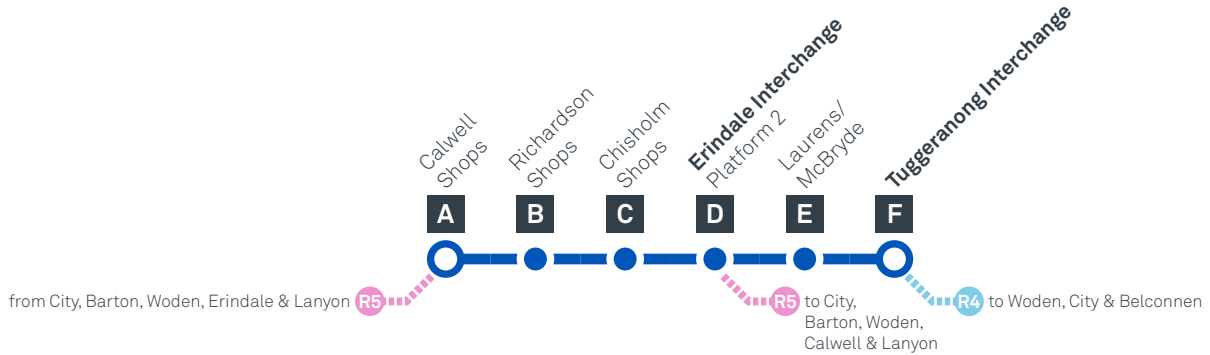 Calwell
Shops
Richardson
Shops
Chisholm
Shops
Erindale Interchange
Platform 2
Laurens/
McBryde
Tuggeranong Interchange
A
B
C
D
E
F
from City, Barton, Woden, Erindale & Lanyon R5
R5 to City,
Barton, Woden,
Calwell & Lanyon
R4 to Woden, City & Belconnen